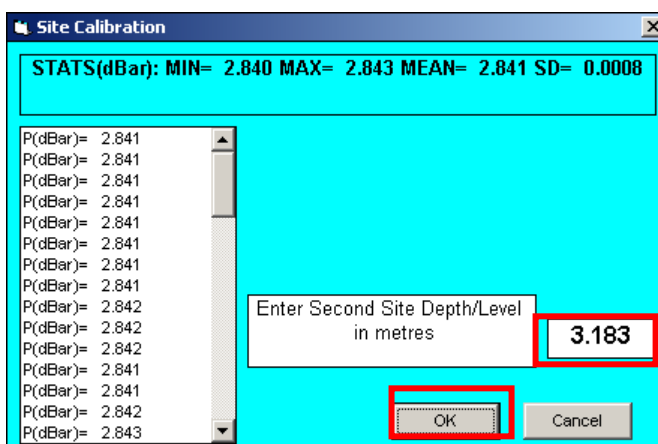 Site Calibration
STATS(dBar): MIN= 2.840 MAX= 2.843 MEAN= 2.841 SD= 0.0008
P(dBar)= 2.841
P(dBar)= 2.841
P(dBar)= 2.841
P(dBar)= 2.841
P(dBar)= 2.841
P(dBar)= 2.841
P(dBar)= 2.841
P(dBar)= 2.841
P(dBar)= 2.842
P(dBar)= 2.842
P(dBar)= 2.842
P(dBar)= 2.841
P(dBar)= 2.841
P(dBar)= 2.842
P(dBar)= 2.843
Enter Second Site Depth/Level
in metres
3.183
OK
Cancel